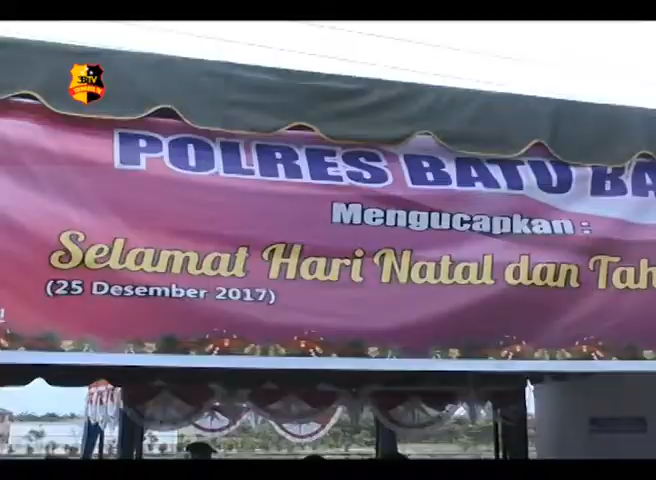 POLRES BATU BA
Mengucapkan :
Selamat Hari Natal dan Tah
(25 Desember 2017)